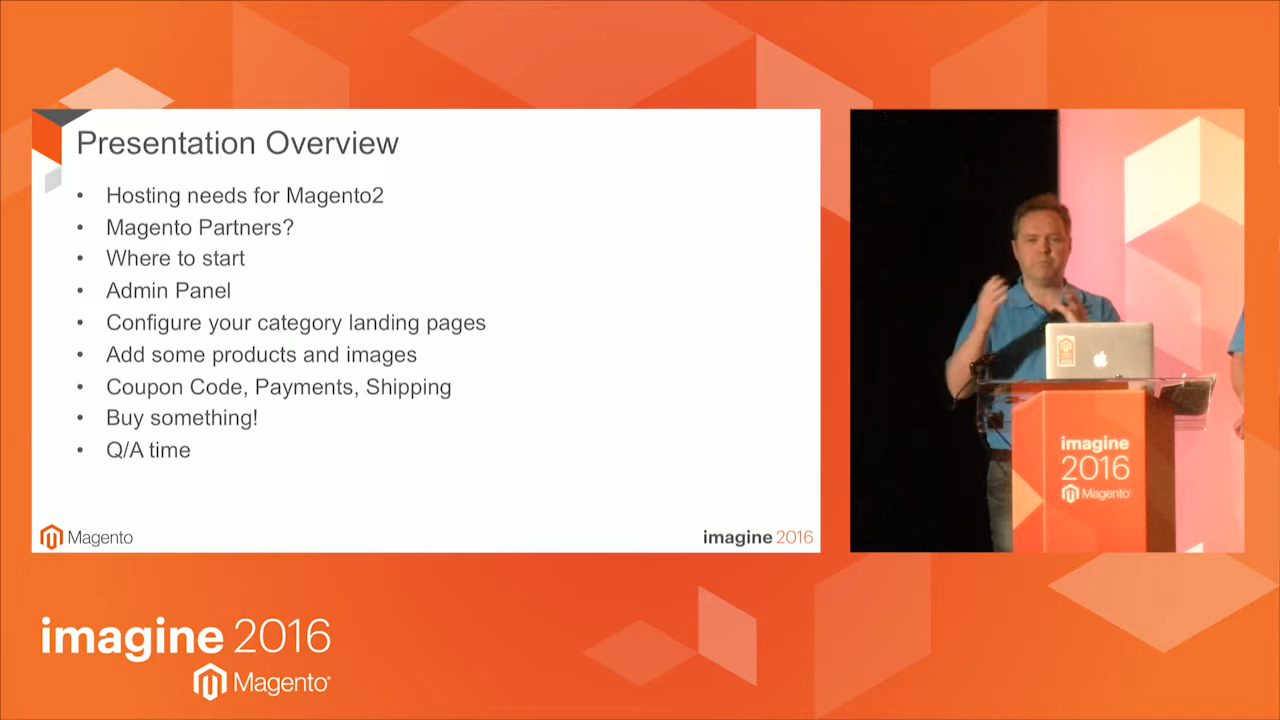 Presentation Overview
• Hosting needs for Magento2
• Magento Partners?
• Where to start
• Admin Panel
• Configure your category landing pages
• Add some products and images
• Coupon Code, Payments, Shipping
• Buy something!
• Q/A time
Magento
imagine 2016
imagine
2016
Magento
imagine 2016
Magento